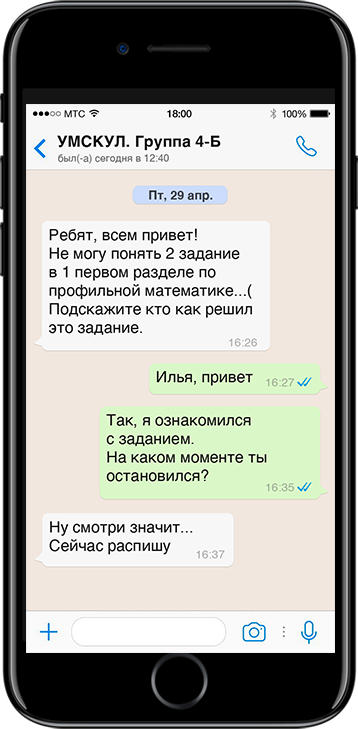 МТС 18:00 100%
УМСКУЛ. Группа 4-Б
был(-а) сегодня в 12:40
Пт, 29 апр.
Ребят, всем привет!
Не могу понять 2 задание
в 1 первом разделе по
профильной математике...(
Подскажите кто как решил
это задание.
16:26
Илья, привет 16:27
Так, я ознакомился
с заданием.
На каком моменте ты
остановился?
16:35
Ну смотри значит...
Сейчас распишу
16:37